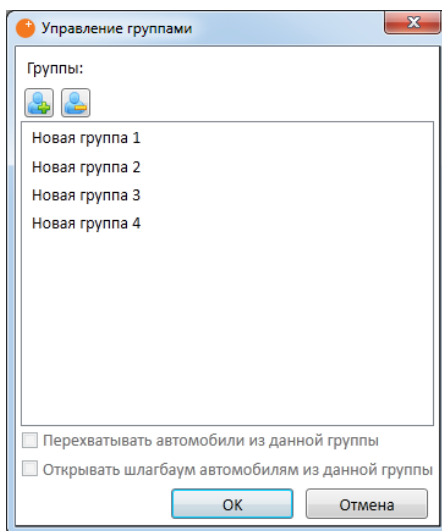 Управление группами
Группы:
Новая группа 1
Новая группа 2
Новая группа 3
Новая группа 4
Перехватывать автомобили из данной группы
Открывать шлагбаум автомобилям из данной группы
ОК
Отмена